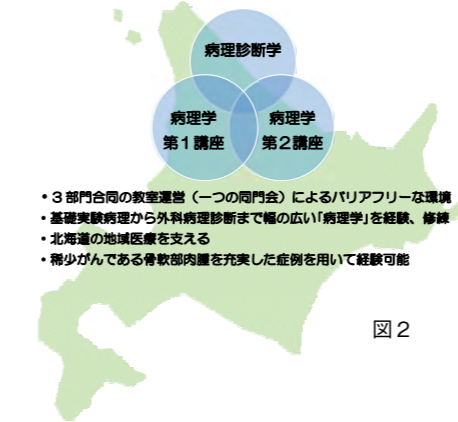 病理診断学
病理学
第1講座
病理学
第2講座
・3部門合同の教室運営（一つの同門会）によるバリアフリーな環境
・基礎実験病理から外科病理診断まで幅の広い「病理学」を経験、修練
・北海道の地域医療を支える
・稀少がんである骨軟部肉腫を充実した症例を用いて経験可能
図2